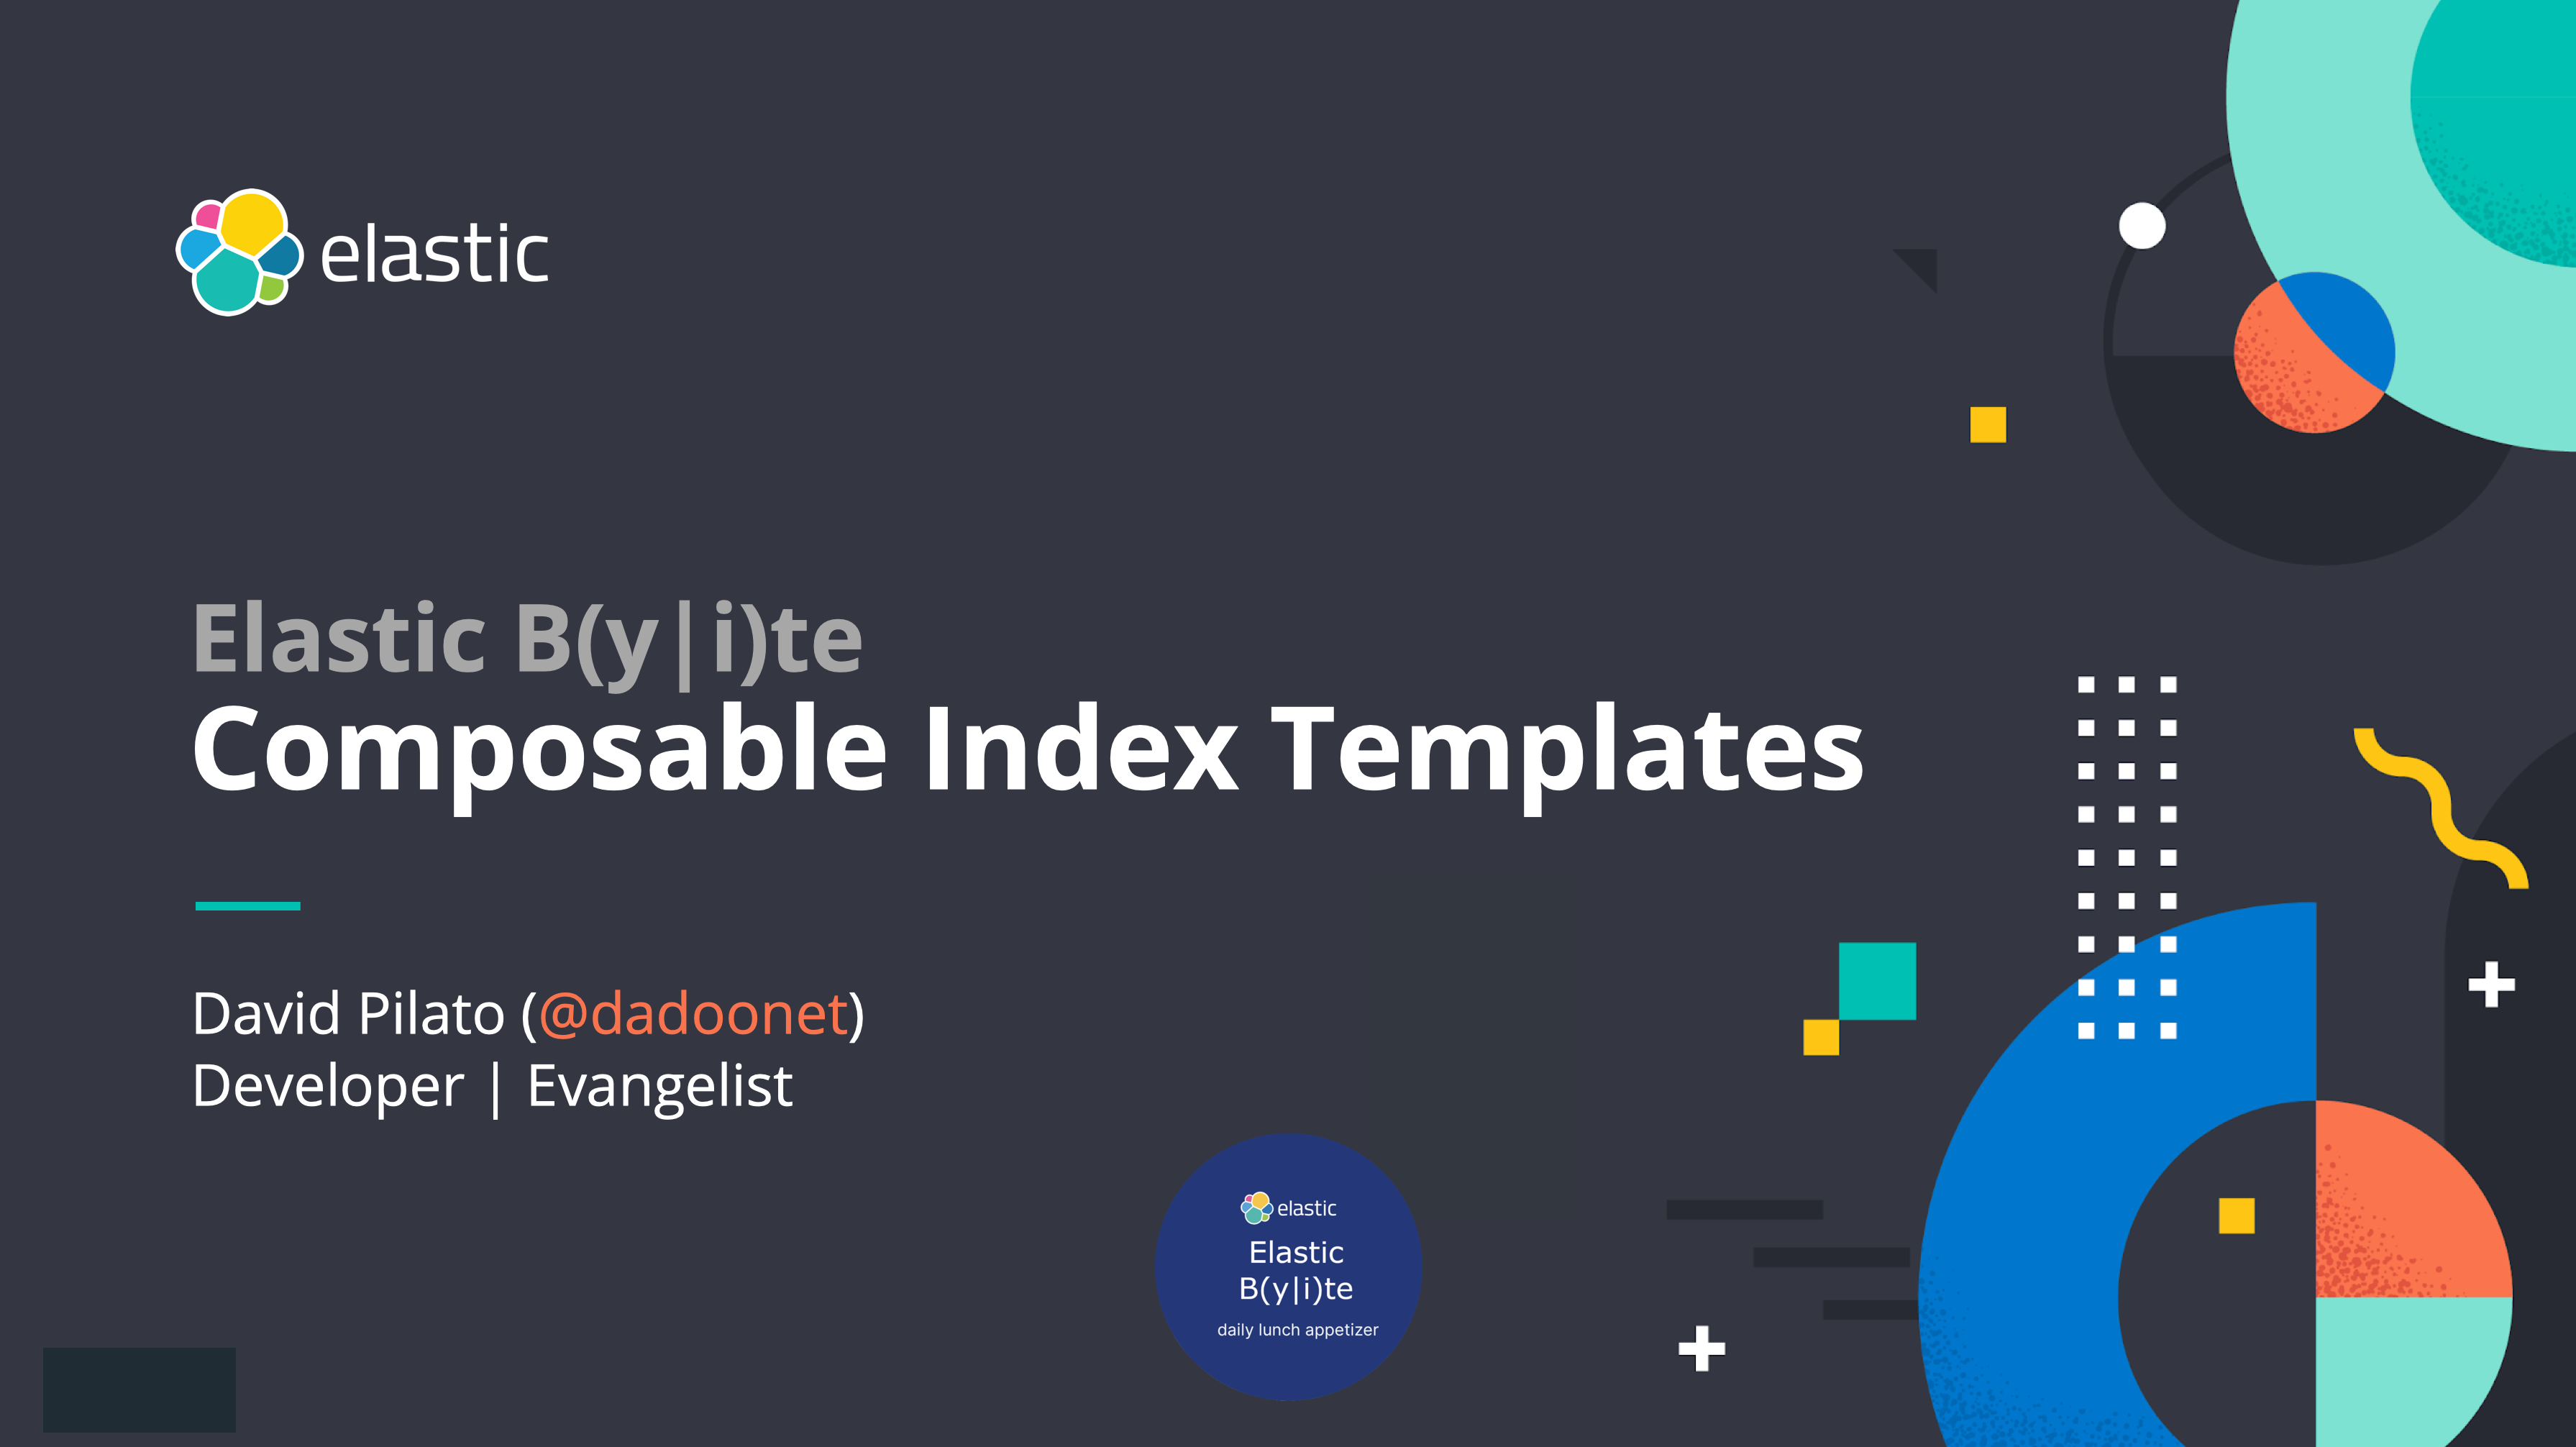 elastic
Elastic B(y|i)te
Composable Index Templates
David Pilato (@dadoonet)
Developer | Evangelist
elastic
Elastic
B(y|i)te
daily lunch appetizer